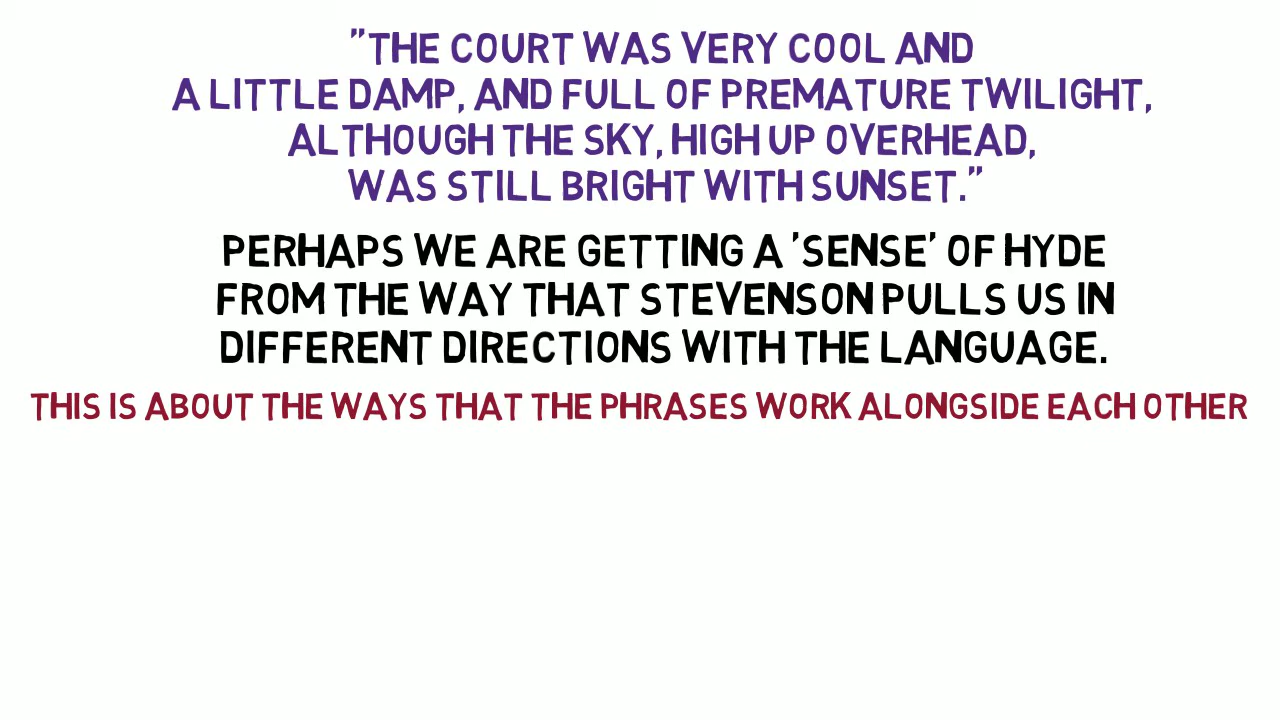 "THE COURT WAS VERY COOL AND
A LITTLE DAMP, AND FULL OF PREMATURE TWILIGHT,
ALTHOUGH THE SKY, HIGH UP OVERHEAD,
WAS STILL BRIGHT WITH SUNSET."
PERHAPS WE ARE GETTING A 'SENSE' OF HYDE
FROM THE WAY THAT STEVENSON PULLS US IN
DIFFERENT DIRECTIONS WITH THE LANGUAGE.
THIS IS ABOUT THE WAYS THAT THE PHRASES WORK ALONGSIDE EACH OTHER